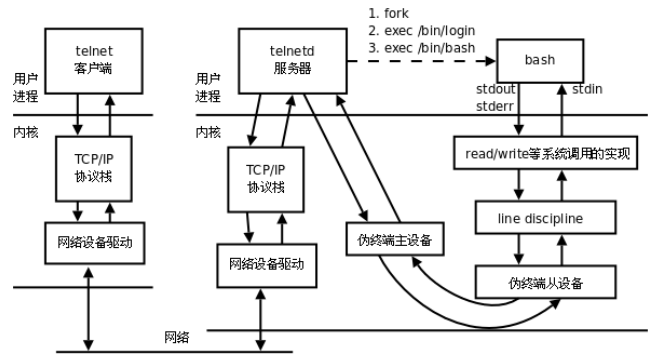 telnet
客户端
telnetd
服务器
1. fork
2. exec /bin/login
3. exec /bin/bash
bash
用户
进程
用户
进程
stdout
stderr
stdin
内核
内核
TCP/IP
协议栈
TCP/IP
协议栈
read/write等系统调用的实现
line discipline
网络设备驱动
网络设备驱动
伪终端主设备
伪终端从设备
网络